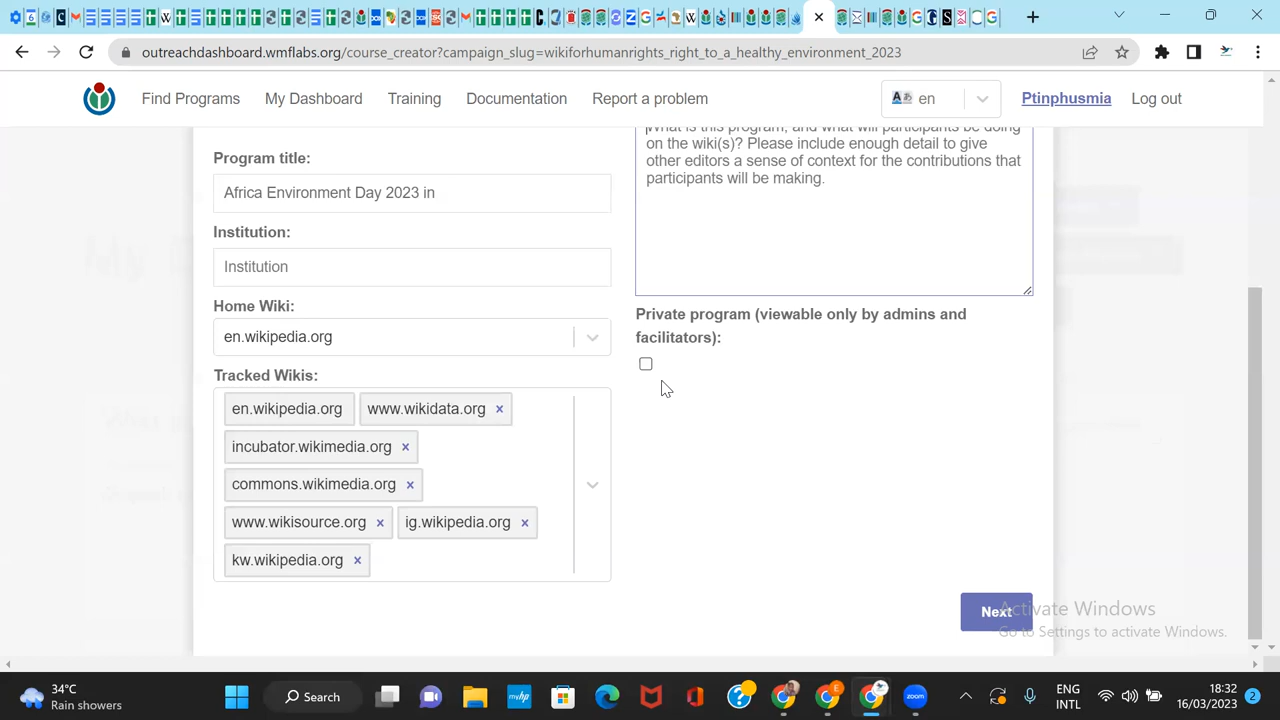 outreachdashboard.wmflabs.org/course_creator?campaign_slug=wikiforhumanrights_right_to_a_healthy_environment_2023
Find Programs My Dashboard Training Documentation Report a problem en Ptinphusmia Log out
What is this program, and what will participants be doing
on the wiki(s)? Please include enough detail to give
other editors a sense of context for the contributions that
participants will be making.
Program title:
Africa Environment Day 2023 in
Institution:
Institution
Home Wiki:
en.wikipedia.org
Private program (viewable only by admins and
facilitators):
Tracked Wikis:
en.wikipedia.org www.wikidata.org ×
incubator.wikimedia.org ×
commons.wikimedia.org ×
www.wikisource.org × ig.wikipedia.org ×
kw.wikipedia.org ×
Next
Activate Windows
Go to Settings to activate Windows.
34°C
Rain showers
Search
ENG
INTL
18:32
16/03/2023
2